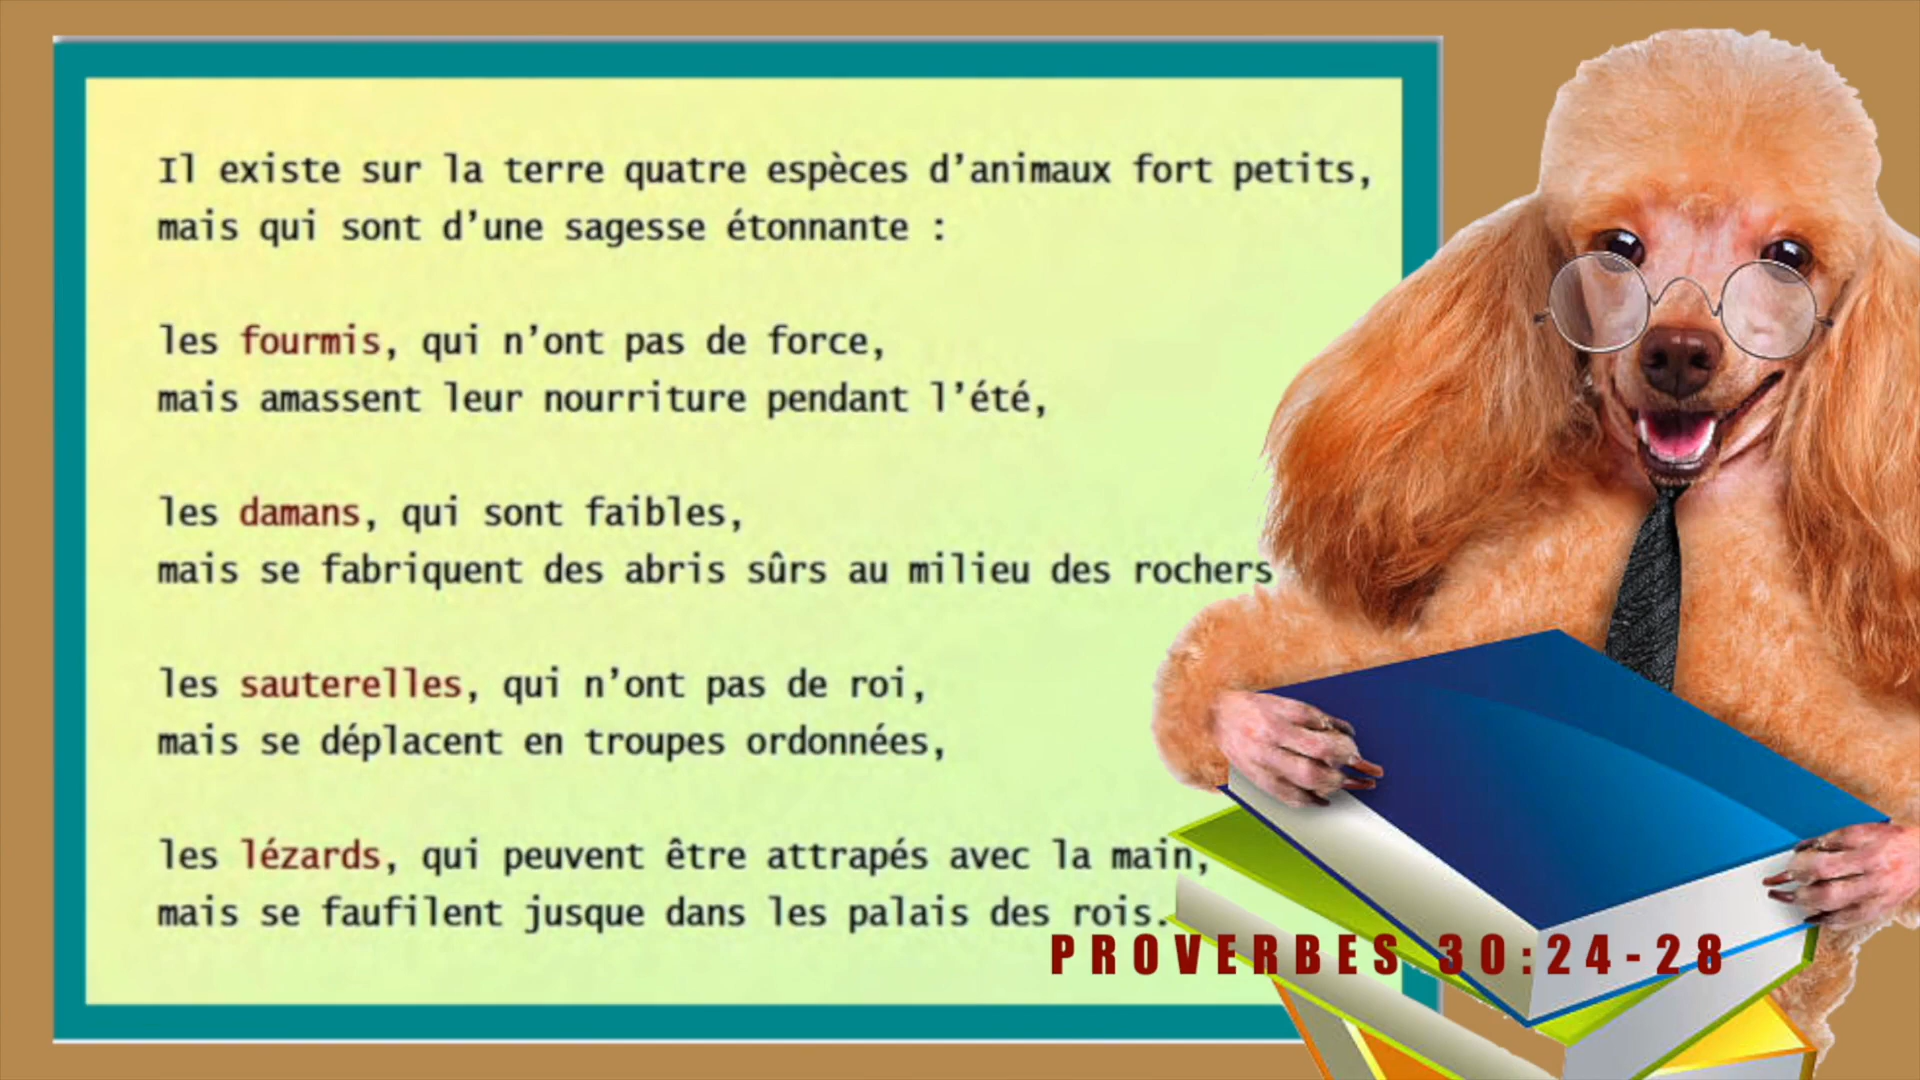 Il existe sur la terre quatre espèces d’animaux fort petits,
mais qui sont d’une sagesse étonnante :
les fourmis, qui n’ont pas de force,
mais amassent leur nourriture pendant l’été,
les damans, qui sont faibles,
mais se fabriquent des abris sûrs au milieu des rochers
les sauterelles, qui n’ont pas de roi,
mais se déplacent en troupes ordonnées,
les lézards, qui peuvent être attrapés avec la main,
mais se faufilent jusque dans les palais des rois.
PROVERBES 30:24-28